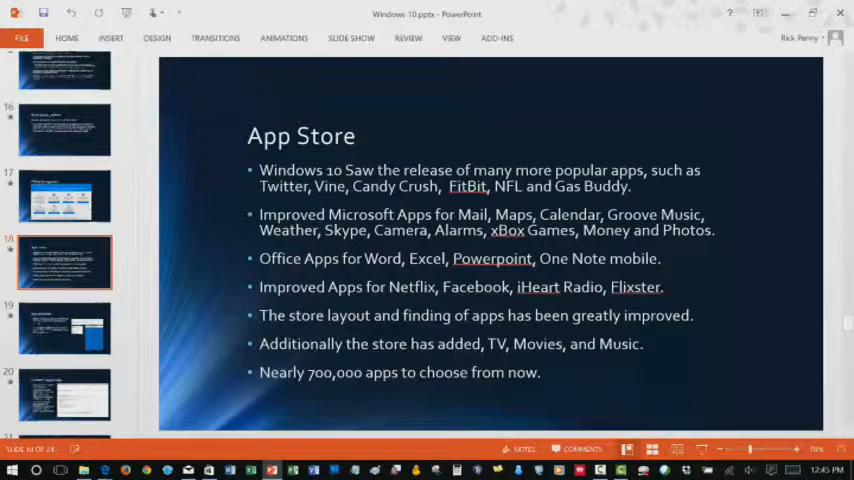 Windows 10.pptx - PowerPoint
FILE HOME INSERT DESIGN TRANSITIONS ANIMATIONS SLIDE SHOW REVIEW VIEW ADD-INS Rick Penny
16
17
18
19
20
App Store
• Windows 10 Saw the release of many more popular apps, such as
Twitter, Vine, Candy Crush, FitBit, NFL and Gas Buddy.
• Improved Microsoft Apps for Mail, Maps, Calendar, Groove Music,
Weather, Skype, Camera, Alarms, xBox Games, Money and Photos.
• Office Apps for Word, Excel, Powerpoint, One Note mobile.
• Improved Apps for Netflix, Facebook, iHeart Radio, Flixster.
• The store layout and finding of apps has been greatly improved.
• Additionally the store has added, TV, Movies, and Music.
• Nearly 700,000 apps to choose from now.
NOTES COMMENTS
12:45 PM